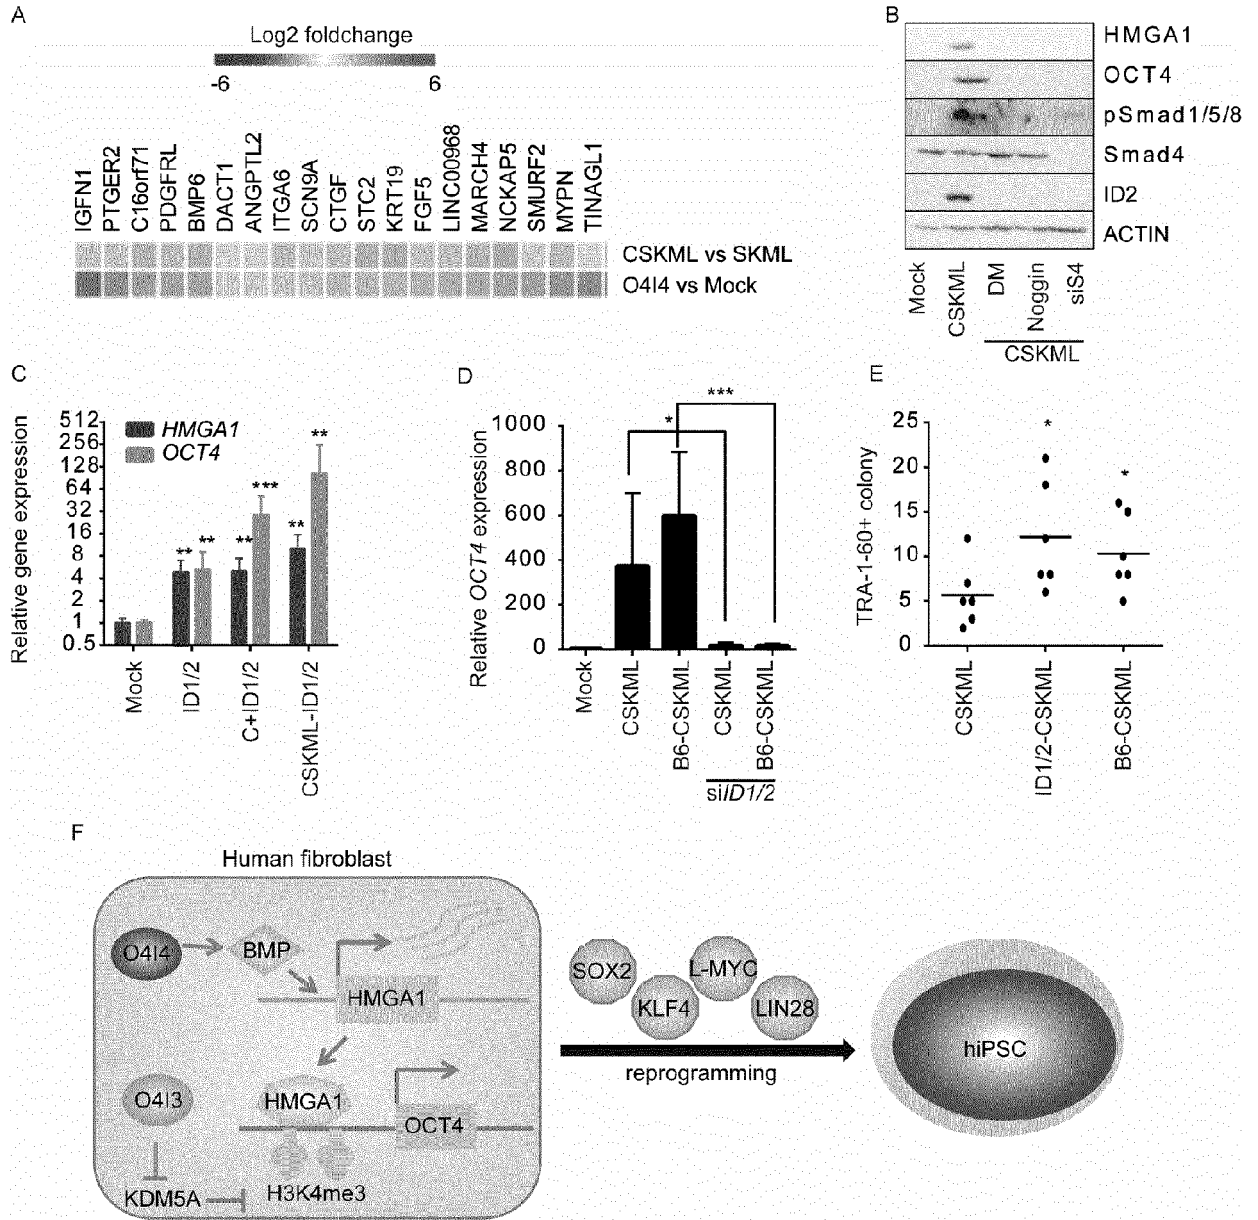 A
Log2 foldchange
-6 6
IGFN1
PTGER2
C16orf71
PDGFRL
BMP6
DACT1
ANGPTL2
ITGA6
SCN9A
CTGF
STC2
KRT19
FGF5
LINC00968
MARCH4
NCKAP5
SMURF2
MYPN
TINAGL1
CSKML vs SKML
O4I4 vs Mock
B
HMGA1
OCT4
pSmad1/5/8
Smad4
ID2
ACTIN
Mock
CSKML
DM
Noggin
siS4
CSKML
C
Relative gene expression
512
256
128
64
32
16
8
4
2
1
0.5
HMGA1
OCT4
** ** ** *** ** **
Mock
ID1/2
C+ID1/2
CSKML-ID1/2
D
Relative OCT4 expression
1000
800
600
400
200
0
* ***
Mock
CSKML
B6-CSKML
CSKML
B6-CSKML
siID1/2
E
TRA-1-60+ colony
25
20
15
10
5
0
* *
CSKML
ID1/2-CSKML
B6-CSKML
F
Human fibroblast
O4I4
BMP
HMGA1
O4I3
HMGA1
OCT4
KDM5A
H3K4me3
SOX2
KLF4
L-MYC
LIN28
reprogramming
hiPSC